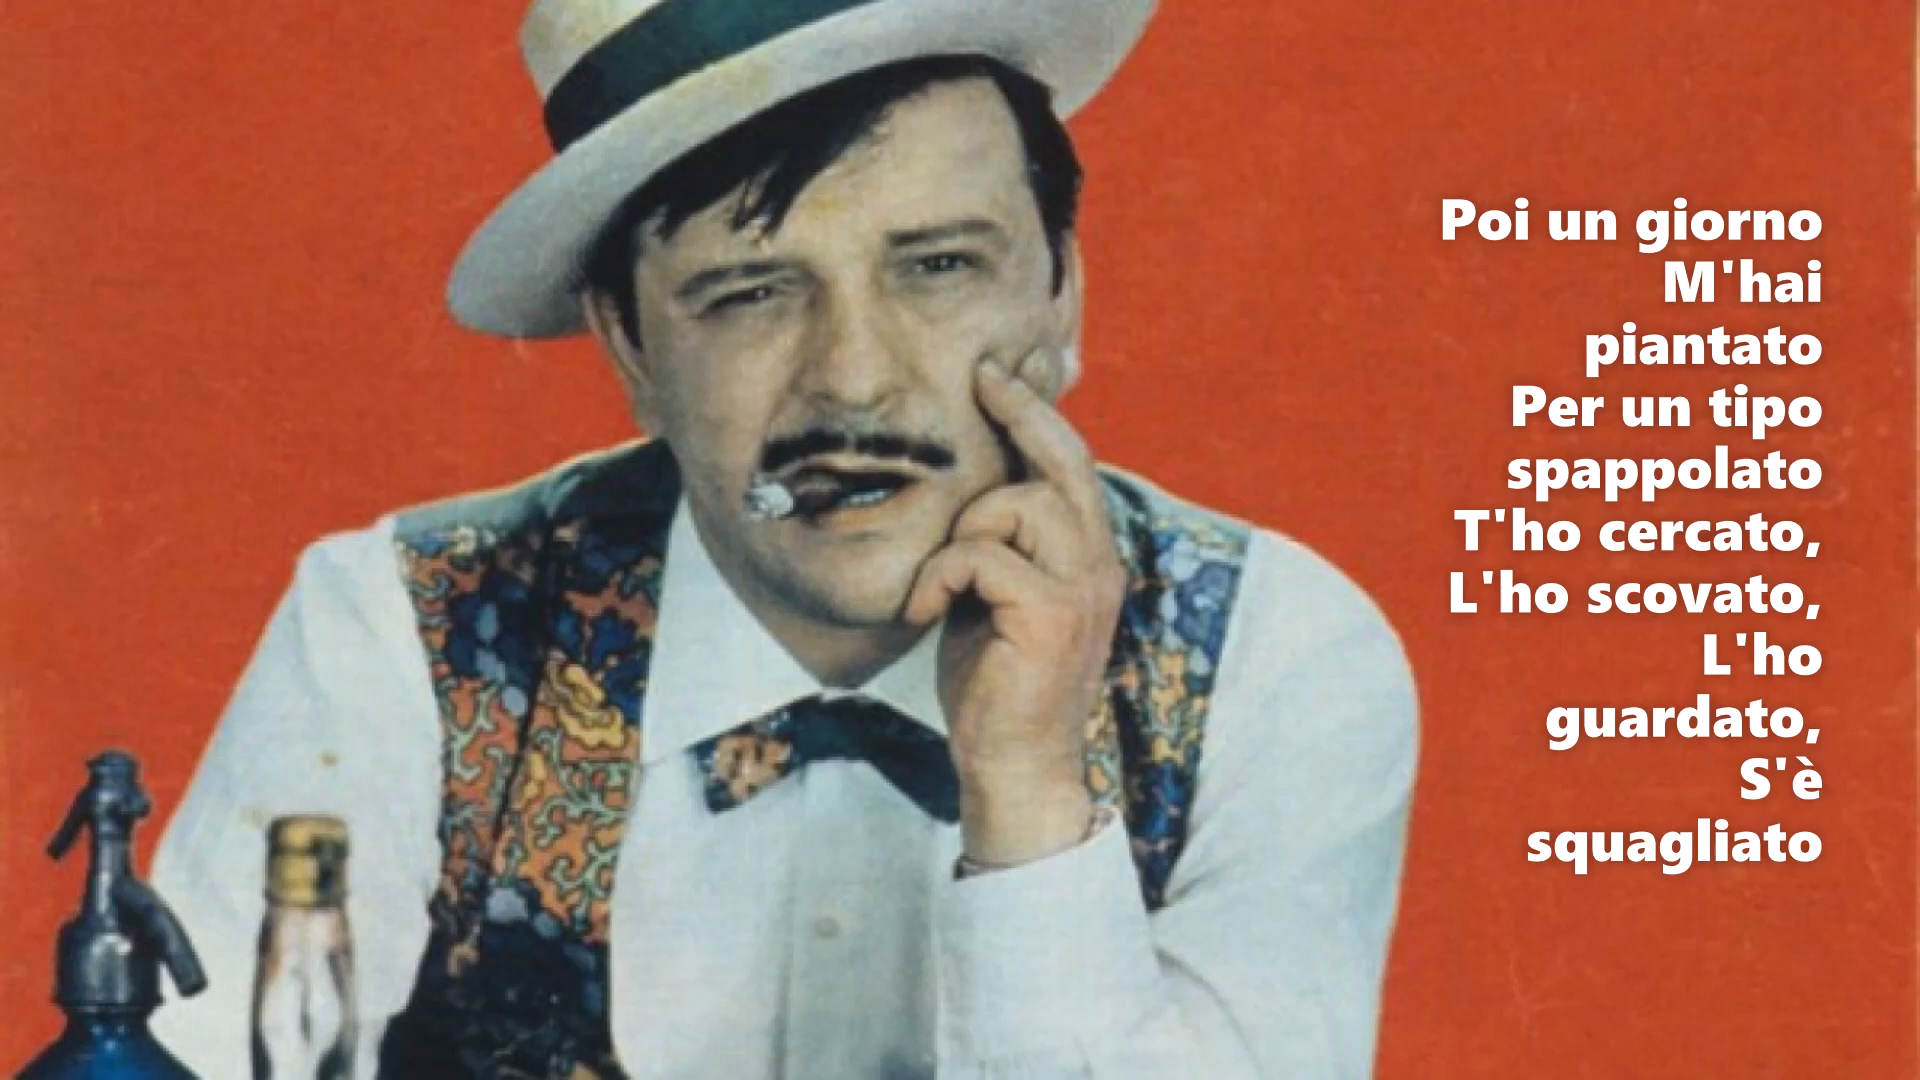 Poi un giorno
M'hai
piantato
Per un tipo
spappolato
T'ho cercato,
L'ho scovato,
L'ho
guardato,
S'è
squagliato